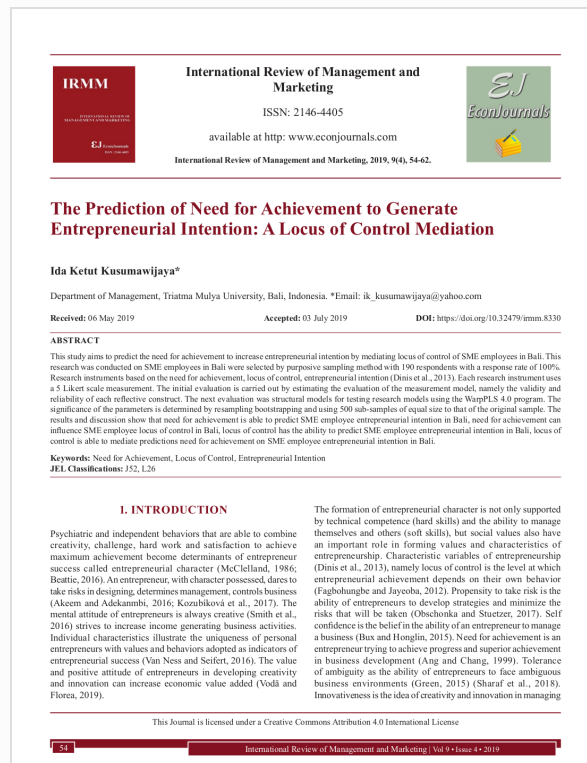 IRMM
INTERNATIONAL REVIEW OF
MANAGEMENT AND MARKETING
EJ EconJournals
ISSN: 2146-4405
International Review of Management and
Marketing
ISSN: 2146-4405
available at http: www.econjournals.com
International Review of Management and Marketing, 2019, 9(4), 54-62.
EJ
EconJournals
The Prediction of Need for Achievement to Generate
Entrepreneurial Intention: A Locus of Control Mediation
Ida Ketut Kusumawijaya*
Department of Management, Triatma Mulya University, Bali, Indonesia. *Email: ik_kusumawijaya@yahoo.com
Received: 06 May 2019 Accepted: 03 July 2019 DOI: https://doi.org/10.32479/irmm.8330
ABSTRACT
This study aims to predict the need for achievement to increase entrepreneurial intention by mediating locus of control of SME employees in Bali. This
research was conducted on SME employees in Bali were selected by purposive sampling method with 190 respondents with a response rate of 100%.
Research instruments based on the need for achievement, locus of control, entrepreneurial intention (Dinis et al., 2013). Each research instrument uses
a 5 Likert scale measurement. The initial evaluation is carried out by estimating the evaluation of the measurement model, namely the validity and
reliability of each reflective construct. The next evaluation was structural models for testing research models using the WarpPLS 4.0 program. The
significance of the parameters is determined by resampling bootstrapping and using 500 sub-samples of equal size to that of the original sample. The
results and discussion show that need for achievement is able to predict SME employee entrepreneurial intention in Bali, need for achievement can
influence SME employee locus of control in Bali, locus of control has the ability to predict SME employee entrepreneurial intention in Bali, locus of
control is able to mediate predictions need for achievement on SME employee entrepreneurial intention in Bali.
Keywords: Need for Achievement, Locus of Control, Entrepreneurial Intention
JEL Classifications: J52, L26
1. INTRODUCTION
Psychiatric and independent behaviors that are able to combine
creativity, challenge, hard work and satisfaction to achieve
maximum achievement become determinants of entrepreneur
success called entrepreneurial character (McClelland, 1986;
Beattie, 2016). An entrepreneur, with character possessed, dares to
take risks in designing, determines management, controls business
(Akeem and Adekanmbi, 2016; Kozubíková et al., 2017). The
mental attitude of entrepreneurs is always creative (Smith et al.,
2016) strives to increase income generating business activities.
Individual characteristics illustrate the uniqueness of personal
entrepreneurs with values and behaviors adopted as indicators of
entrepreneurial success (Van Ness and Seifert, 2016). The value
and positive attitude of entrepreneurs in developing creativity
and innovation can increase economic value added (Vodă and
Florea, 2019).
The formation of entrepreneurial character is not only supported
by technical competence (hard skills) and the ability to manage
themselves and others (soft skills), but social values also have
an important role in forming values and characteristics of
entrepreneurship. Characteristic variables of entrepreneurship
(Dinis et al., 2013), namely locus of control is the level at which
entrepreneurial achievement depends on their own behavior
(Fagbohungbe and Jayeoba, 2012). Propensity to take risk is the
ability of entrepreneurs to develop strategies and minimize the
risks that will be taken (Obschonka and Stuetzer, 2017). Self
confidence is the belief in the ability of an entrepreneur to manage
a business (Bux and Honglin, 2015). Need for achievement is an
entrepreneur trying to achieve progress and superior achievement
in business development (Ang and Chang, 1999). Tolerance
of ambiguity as the ability of entrepreneurs to face ambiguous
business environments (Green, 2015) (Sharaf et al., 2018).
Innovativeness is the idea of creativity and innovation in managing
This Journal is licensed under a Creative Commons Attribution 4.0 International License
54
International Review of Management and Marketing | Vol 9 • Issue 4 • 2019